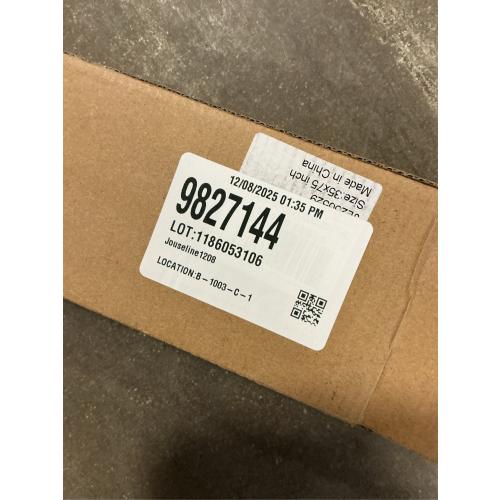 12/08/2025 01:35 PM
9827144
LOT:1186053106
Jouseline1208
LOCATION:B-1003-C-1
Size:35x75 inch
Made in China